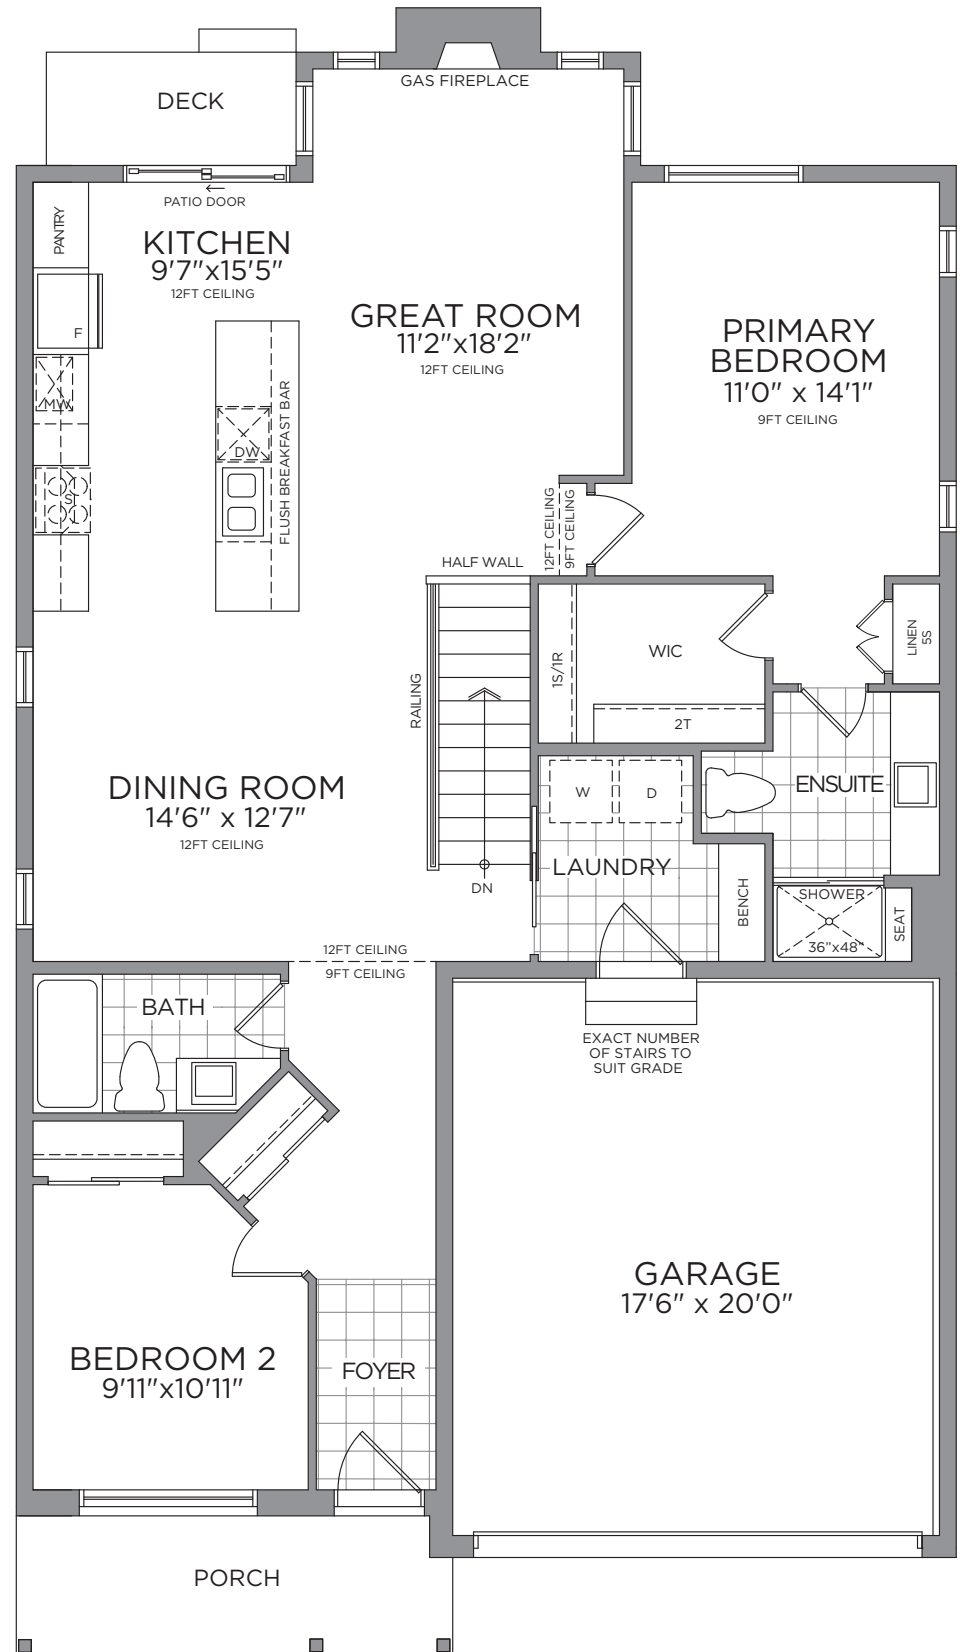 GAS FIREPLACE
DECK
PATIO DOOR
PANTRY
KITCHEN
9'7"x15'5"
12FT CEILING
F
MW
S
DW
FLUSH BREAKFAST BAR
GREAT ROOM
11'2"x18'2"
12FT CEILING
PRIMARY
BEDROOM
11'0" x 14'1"
9FT CEILING
12FT CEILING
9FT CEILING
HALF WALL
RAILING
DN
1S/1R
WIC
2T
LINEN
5S
DINING ROOM
14'6" x 12'7"
12FT CEILING
W
D
LAUNDRY
BENCH
ENSUITE
SHOWER
36"x48"
SEAT
12FT CEILING
9FT CEILING
BATH
EXACT NUMBER
OF STAIRS TO
SUIT GRADE
GARAGE
17'6" x 20'0"
BEDROOM 2
9'11"x10'11"
FOYER
PORCH